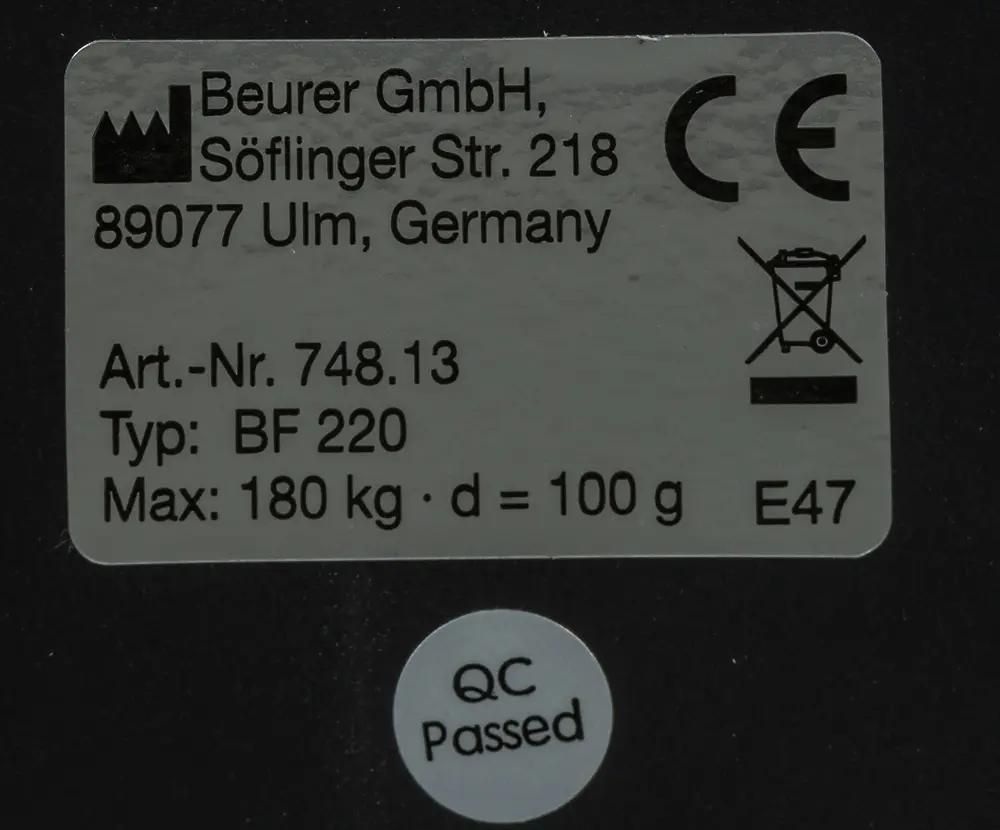 Beurer GmbH,
Söflinger Str. 218
89077 Ulm, Germany
CE
Art.-Nr. 748.13
Typ: BF 220
Max: 180 kg · d = 100 g
E47
QC
Passed